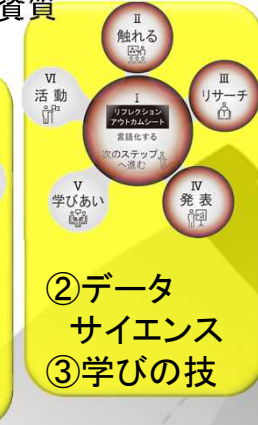 資質
Ⅱ
触れる
Ⅲ
リサーチ
Ⅳ
発表
Ⅴ
学びあい
Ⅵ
活動
Ⅰ
リフレクション
アウトカムシート
言語化する
次のステップ
へ進む
②データ
サイエンス
③学びの技